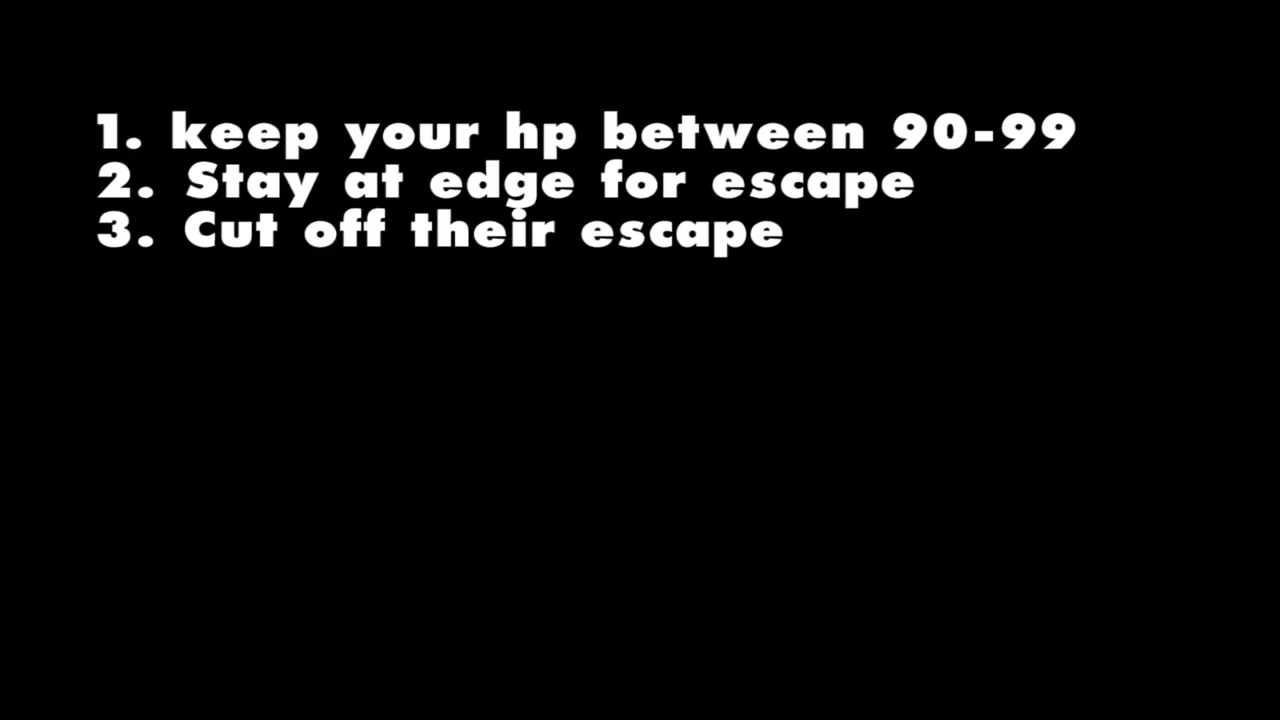 1. keep your hp between 90-99
2. Stay at edge for escape
3. Cut off their escape